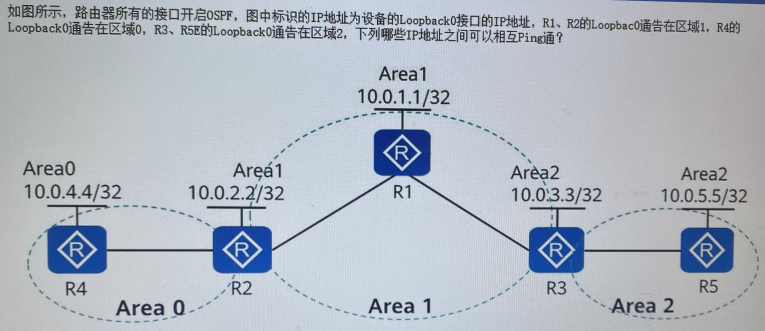 如图所示，路由器所有的接口开启OSPF，图中标识的IP地址为设备的Loopback0接口的IP地址，R1、R2的Loopbac0通告在区域1，R4的
Loopback0通告在区域0，R3、R5E的Loopback0通告在区域2，下列哪些IP地址之间可以相互Ping通？
Area1
10.0.1.1/32
R
R1
Area0
10.0.4.4/32
Area1
10.0.2.2/32
Area2
10.0.3.3/32
Area2
10.0.5.5/32
R
R
R
R
R4
R2
R3
R5
Area 0
Area 1
Area 2